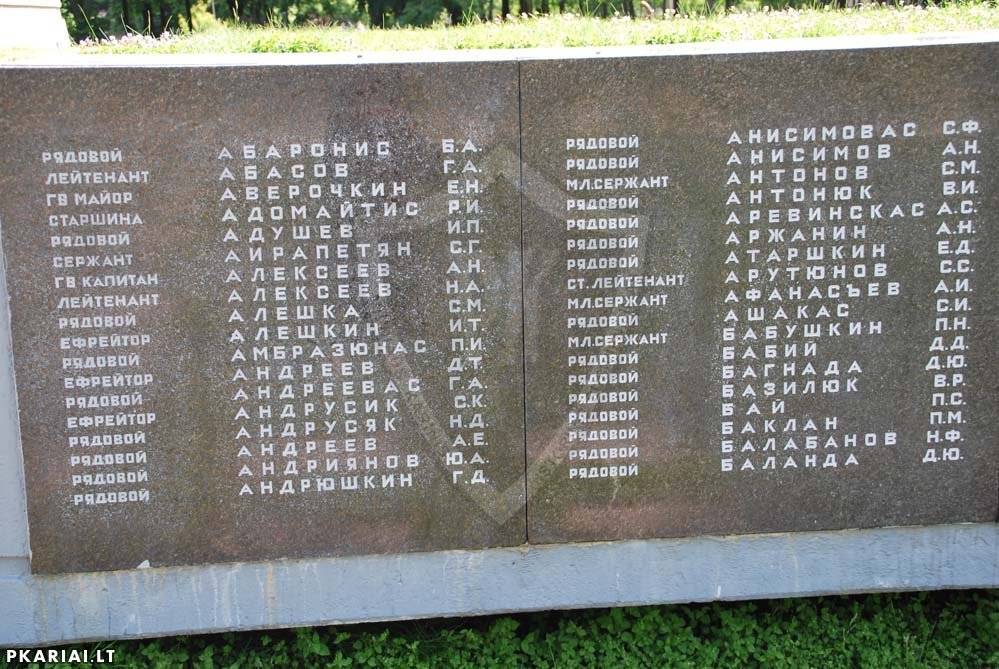 РЯДОВОЙ АБАРОНИС Б.А.
ЛЕЙТЕНАНТ АБАСОВ Г.А.
ГВ МАЙОР АВЕРОЧКИН Е.Н.
СТАРШИНА АДОМАЙТИС Р.И.
РЯДОВОЙ АДУШЕВ И.П.
СЕРЖАНТ АЙРАПЕТЯН С.Г.
ГВ.КАПИТАН АЛЕКСЕЕВ А.Н.
ЛЕЙТЕНАНТ АЛЕКСЕЕВ Н.А.
РЯДОВОЙ АЛЕШКА С.М.
ЕФРЕЙТОР АЛЕШКИН И.Т.
РЯДОВОЙ АМБРАЗЮНАС П.И.
ЕФРЕЙТОР АНДРЕЕВ Д.Т.
РЯДОВОЙ АНДРЕЕВАС Г.А.
ЕФРЕЙТОР АНДРУСИК С.К.
РЯДОВОЙ АНДРУСЯК Н.Д.
РЯДОВОЙ АНДРЕЕВ А.Е.
РЯДОВОЙ АНДРИЯНОВ Ю.А.
РЯДОВОЙ АНДРЮШКИН Г.Д.
РЯДОВОЙ АНИСИМОВАС С.Ф.
РЯДОВОЙ АНИСИМОВ А.Н.
МЛ.СЕРЖАНТ АНТОНОВ С.М.
РЯДОВОЙ АНТОНЮК В.И.
РЯДОВОЙ АРЕВИНСКАС А.С.
РЯДОВОЙ АРЖАНИН А.Н.
РЯДОВОЙ АТАРШКИН Е.Д.
СТ.ЛЕЙТЕНАНТ АРУТЮНОВ С.С.
МЛ.СЕРЖАНТ АФАНАСЪЕВ А.И.
РЯДОВОЙ АШАКАС С.И.
МЛ.СЕРЖАНТ БАБУШКИН П.Н.
РЯДОВОЙ БАБИЙ Д.Д.
РЯДОВОЙ БАГНАДА Д.Ю.
РЯДОВОЙ БАЗИЛЮК В.Р.
РЯДОВОЙ БАЙ П.С.
РЯДОВОЙ БАКЛАН П.М.
РЯДОВОЙ БАЛАБАНОВ Н.Ф.
РЯДОВОЙ БАЛАНДА Д.Ю.
PKARIAI.LT